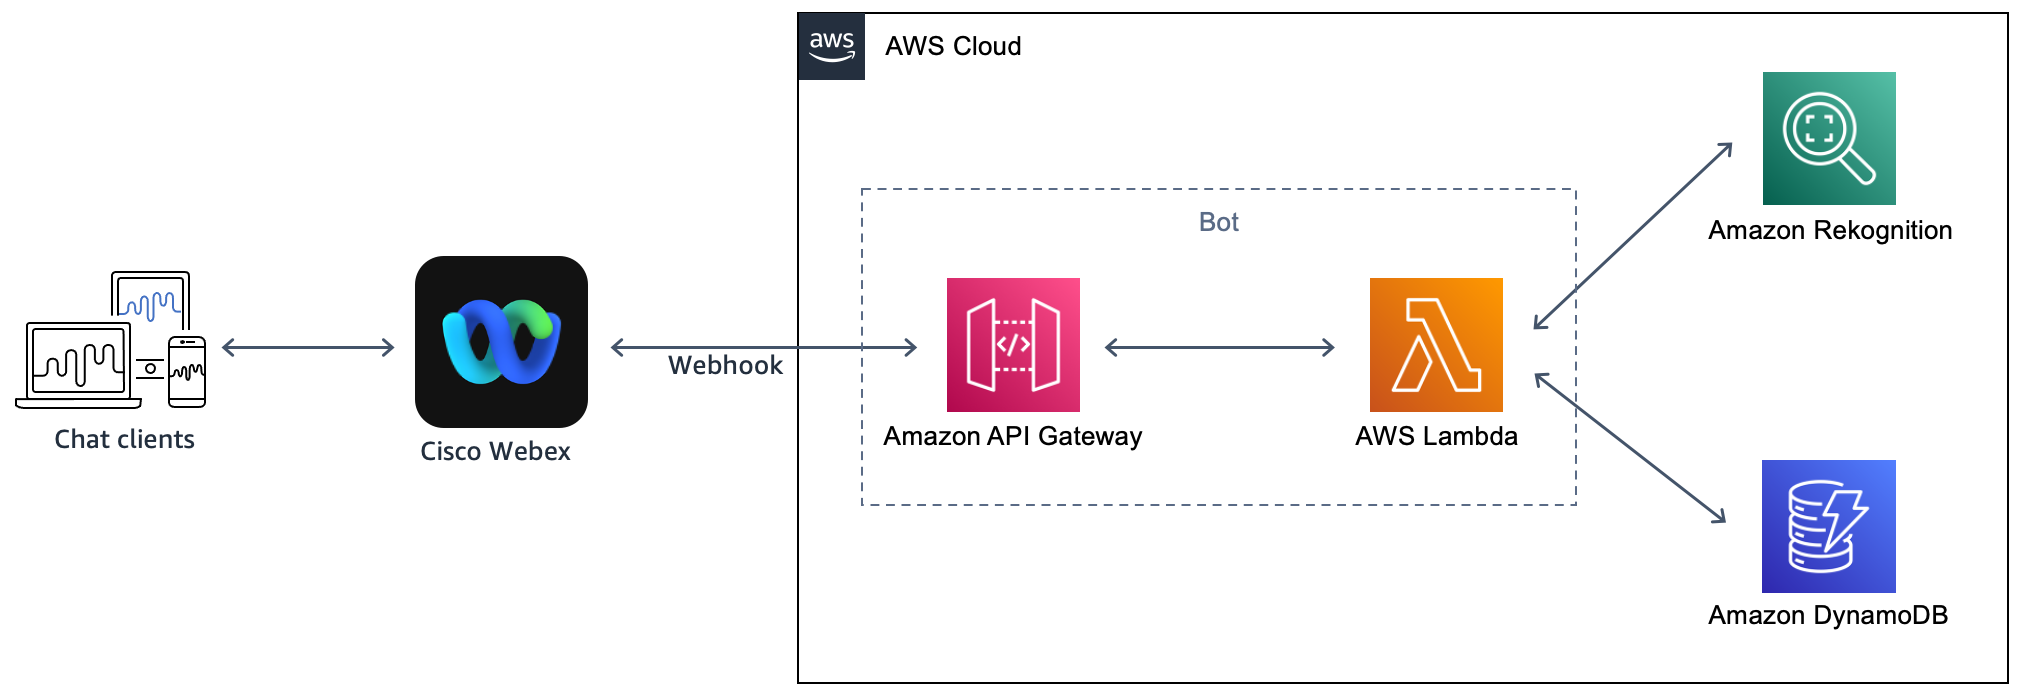 aws
AWS Cloud
Bot
Webhook
Chat clients
Cisco Webex
</>
Amazon API Gateway
AWS Lambda
Amazon Rekognition
Amazon DynamoDB